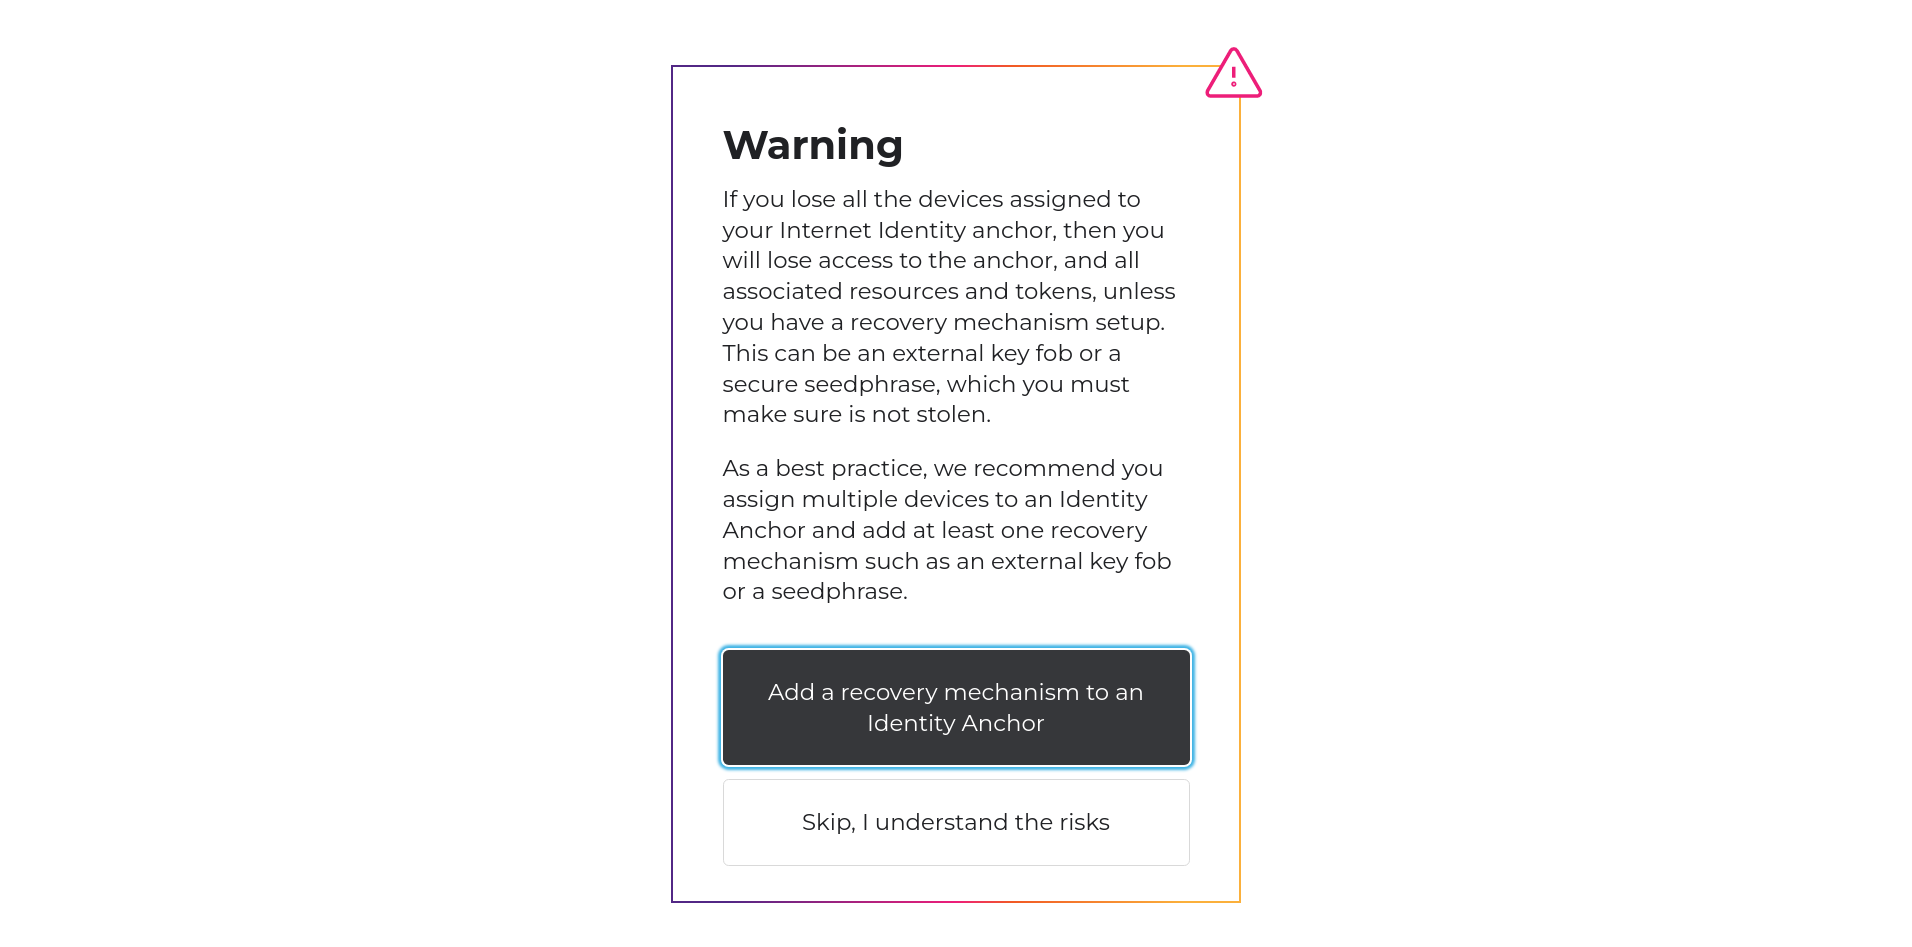 Warning
If you lose all the devices assigned to
your Internet Identity anchor, then you
will lose access to the anchor, and all
associated resources and tokens, unless
you have a recovery mechanism setup.
This can be an external key fob or a
secure seedphrase, which you must
make sure is not stolen.
As a best practice, we recommend you
assign multiple devices to an Identity
Anchor and add at least one recovery
mechanism such as an external key fob
or a seedphrase.
Add a recovery mechanism to an
Identity Anchor
Skip, I understand the risks